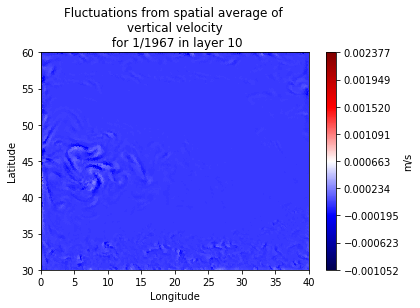 Fluctuations from spatial average of
vertical velocity
for 1/1967 in layer 10
60
55
50
45
40
35
30
Latitude
0 5 10 15 20 25 30 35 40
Longitude
0.002377
0.001949
0.001520
0.001091
0.000663
0.000234
−0.000195
−0.000623
−0.001052
m/s